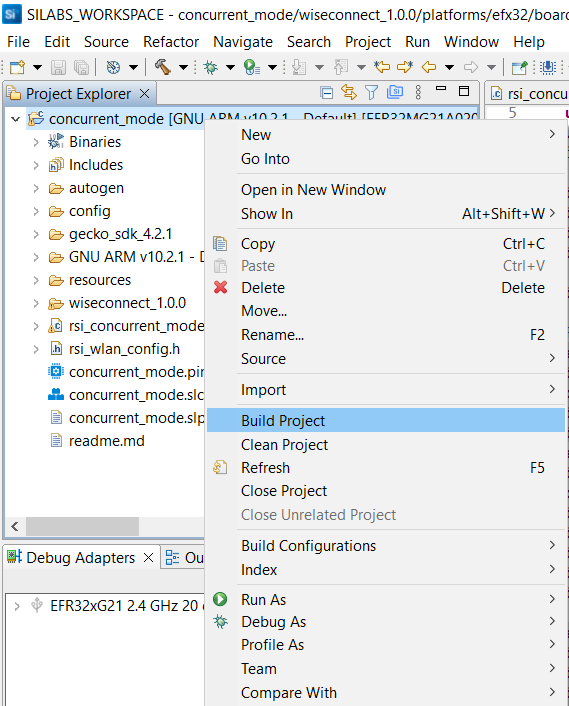 SILABS_WORKSPACE - concurrent_mode/wiseconnect_1.0.0/platforms/efx32/board
File Edit Source Refactor Navigate Search Project Run Window Help
Project Explorer
rsi_concu
concurrent_mode [GNU ARM v10.2.1 - Default] [EFR32MG21A020
5
Binaries
Includes
autogen
config
gecko_sdk_4.2.1
GNU ARM v10.2.1 - D
resources
wiseconnect_1.0.0
rsi_concurrent_mode
rsi_wlan_config.h
concurrent_mode.pin
concurrent_mode.slc
concurrent_mode.slp
readme.md
New
Go Into
Open in New Window
Show In Alt+Shift+W
Copy Ctrl+C
Paste Ctrl+V
Delete Delete
Move...
Rename... F2
Source
Import
Build Project
Clean Project
Refresh F5
Close Project
Close Unrelated Project
Build Configurations
Index
Run As
Debug As
Profile As
Team
Compare With
Debug Adapters
Ou
EFR32xG21 2.4 GHz 20